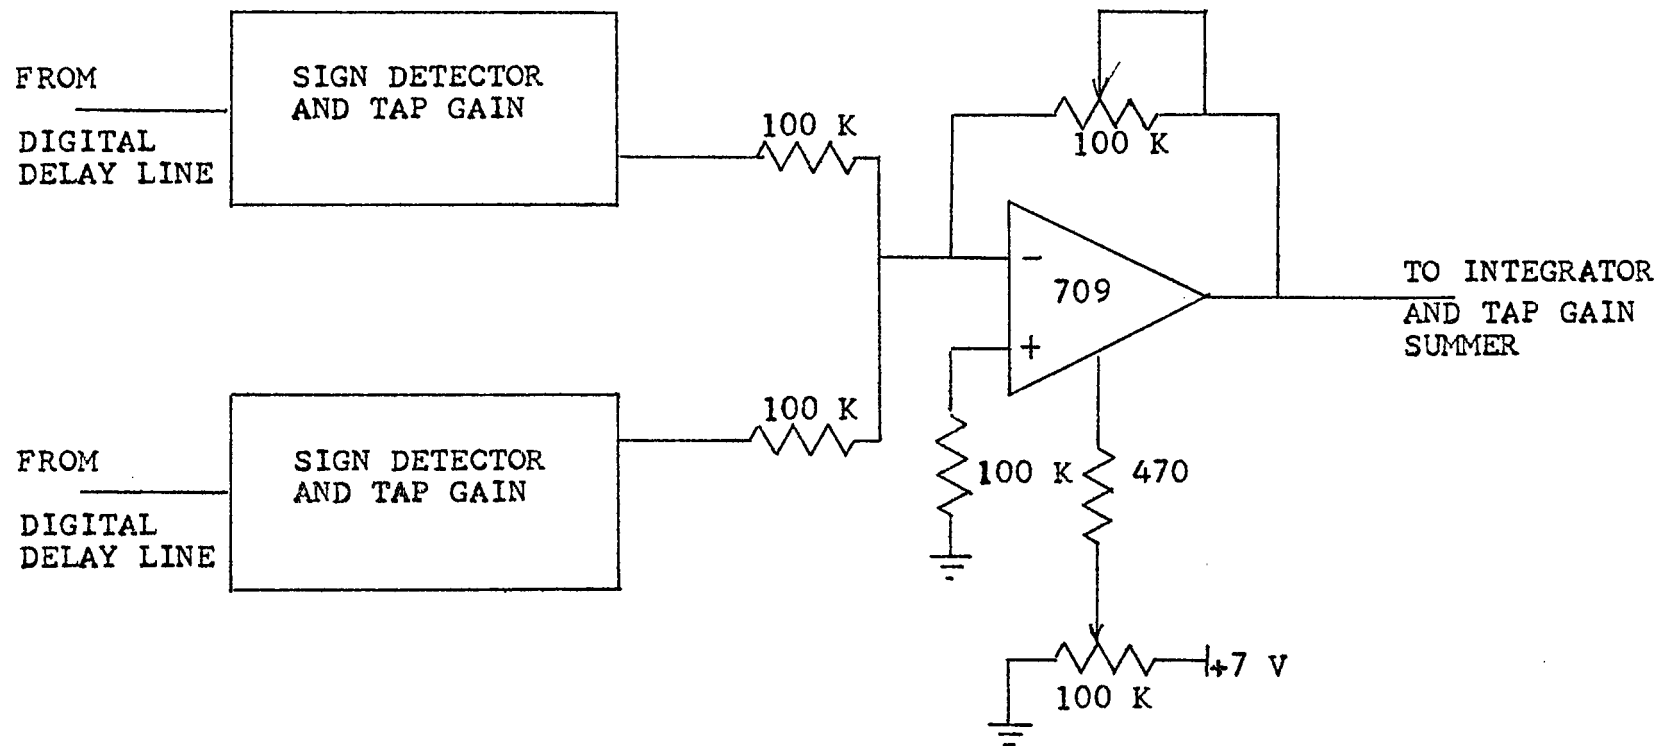 FROM
DIGITAL
DELAY LINE
SIGN DETECTOR
AND TAP GAIN
100 K
100 K
-
709
+
TO INTEGRATOR
AND TAP GAIN
SUMMER
FROM
DIGITAL
DELAY LINE
SIGN DETECTOR
AND TAP GAIN
100 K
100 K
470
+7 V
100 K